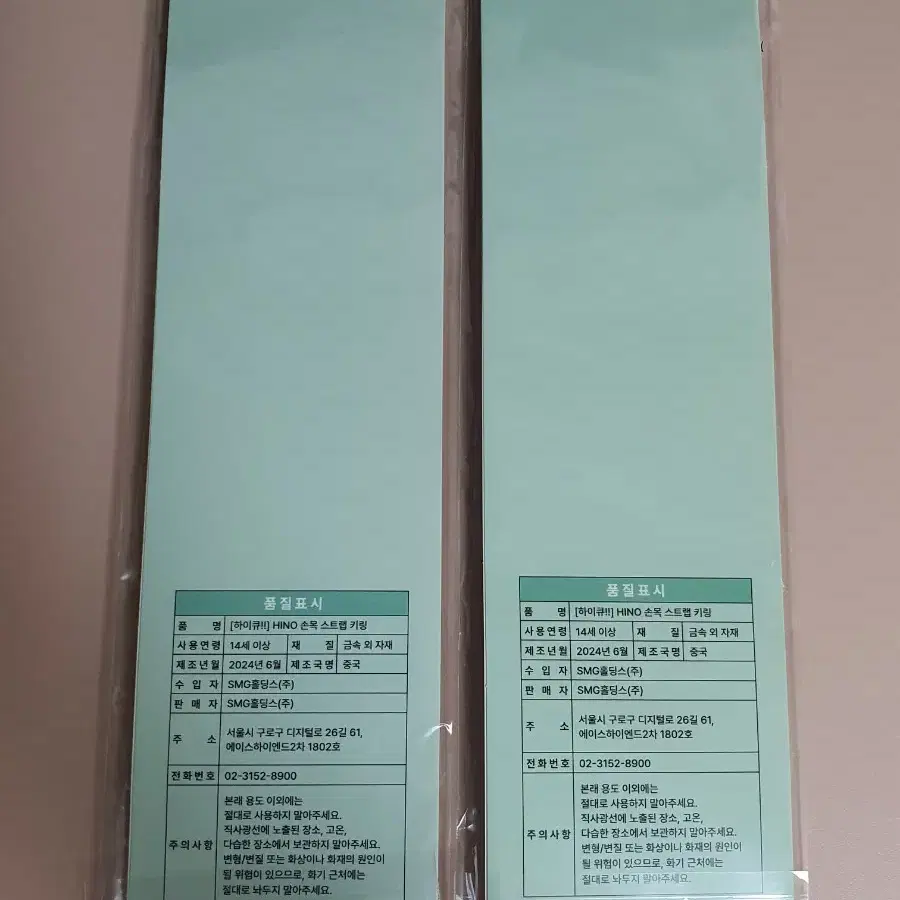 품질표시
품 명 [하이큐!!] HINO 손목 스트랩 키링
사용연령 14세 이상 재 질 금속 외 자재
제조년월 2024년 6월 제조국명 중국
수 입 자 SMG홀딩스(주)
판 매 자 SMG홀딩스(주)
주 소 서울시 구로구 디지털로 26길 61,
에이스하이엔드2차 1802호
전화번호 02-3152-8900
주의사항 본래 용도 이외에는
절대로 사용하지 말아주세요.
직사광선에 노출된 장소, 고온,
다습한 장소에서 보관하지 말아주세요.
변형/변질 또는 화상이나 화재의 원인이
될 위험이 있으므로, 화기 근처에는
절대로 놔두지 말아주세요.
품질표시
품 명 [하이큐!!] HINO 손목 스트랩 키링
사용연령 14세 이상 재 질 금속 외 자재
제조년월 2024년 6월 제조국명 중국
수 입 자 SMG홀딩스(주)
판 매 자 SMG홀딩스(주)
주 소 서울시 구로구 디지털로 26길 61,
에이스하이엔드2차 1802호
전화번호 02-3152-8900
주의사항 본래 용도 이외에는
절대로 사용하지 말아주세요.
직사광선에 노출된 장소, 고온,
다습한 장소에서 보관하지 말아주세요.
변형/변질 또는 화상이나 화재의 원인이
될 위험이 있으므로, 화기 근처에는
절대로 놔두지 말아주세요.